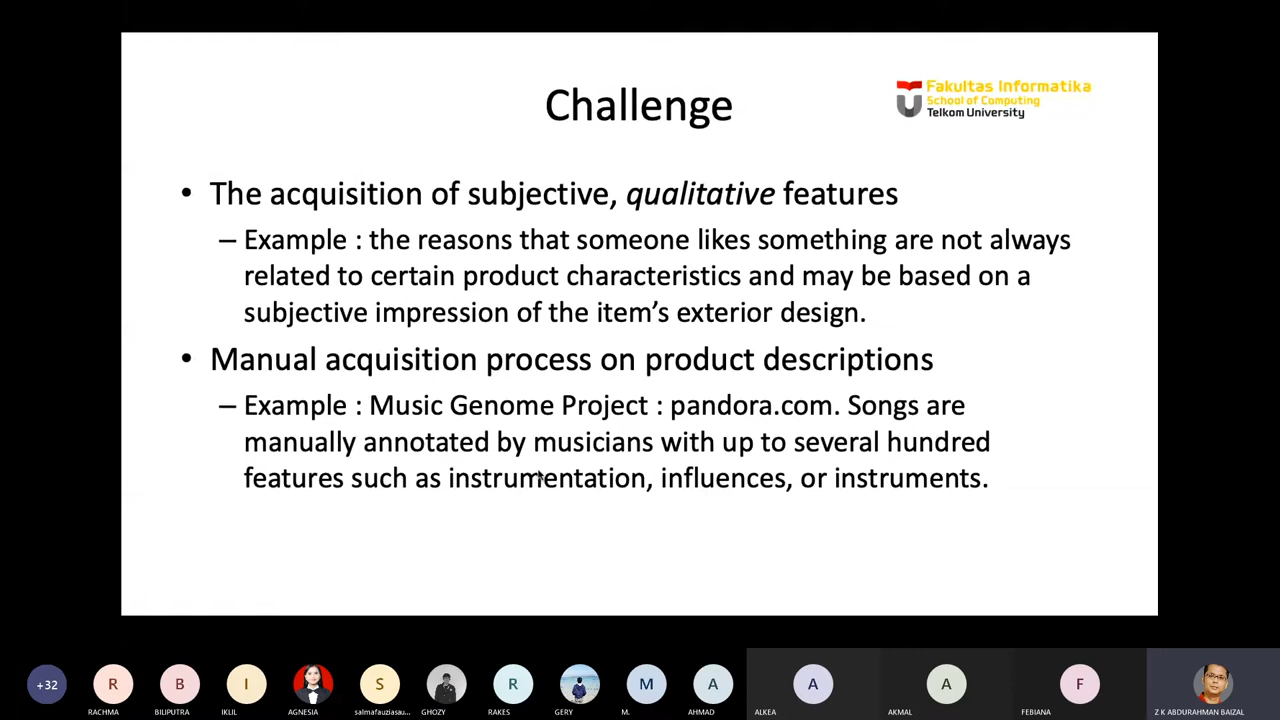 Challenge
Fakultas Informatika
School of Computing
Telkom University
• The acquisition of subjective, qualitative features
– Example : the reasons that someone likes something are not always
related to certain product characteristics and may be based on a
subjective impression of the item's exterior design.
• Manual acquisition process on product descriptions
– Example : Music Genome Project : pandora.com. Songs are
manually annotated by musicians with up to several hundred
features such as instrumentation, influences, or instruments.
+32
R
B
I
S
R
M
A
A
A
F
RACHMA
BILIPUTRA
IKLIL
AGNESIA
salmafauziasau...
GHOZY
RAKES
GERY
M.
AHMAD
ALKEA
AKMAL
FEBIANA
Z K ABDURAHMAN BAIZAL